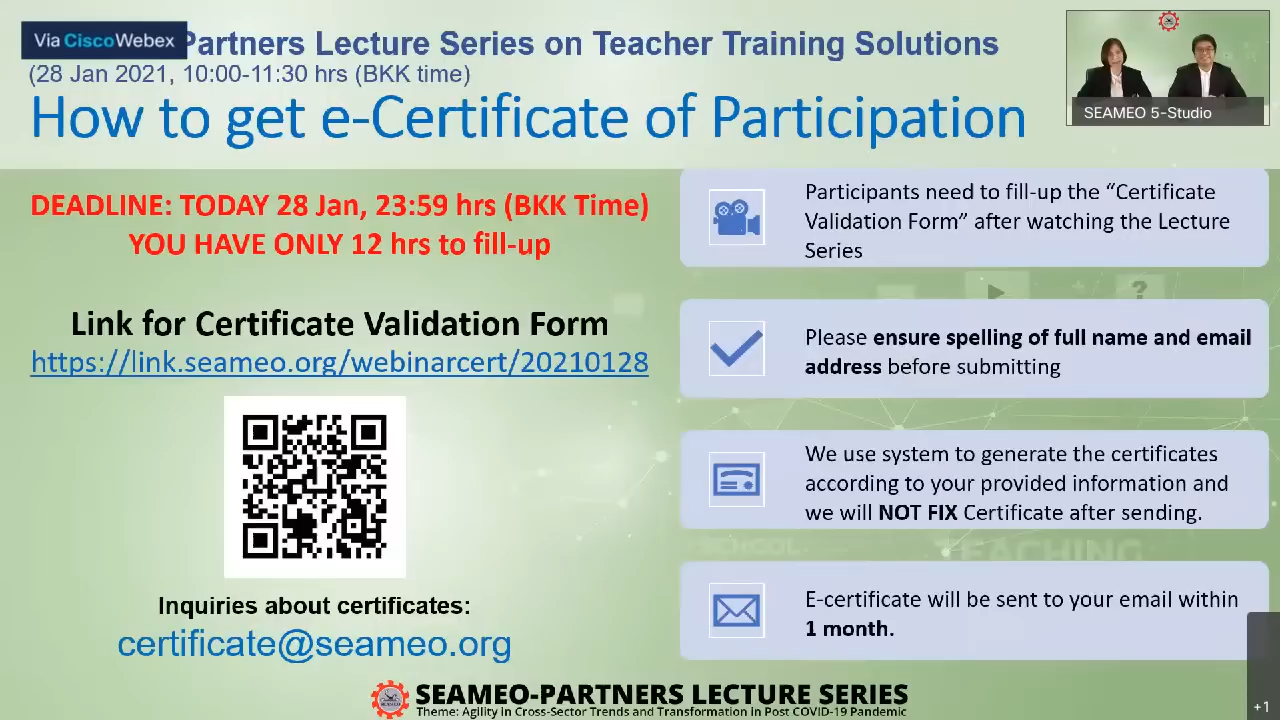 Via CiscoWebex
Partners Lecture Series on Teacher Training Solutions
(28 Jan 2021, 10:00-11:30 hrs (BKK time)
How to get e-Certificate of Participation
SEAMEO 5-Studio
DEADLINE: TODAY 28 Jan, 23:59 hrs (BKK Time)
YOU HAVE ONLY 12 hrs to fill-up
Link for Certificate Validation Form
https://link.seameo.org/webinarcert/20210128
Inquiries about certificates:
certificate@seameo.org
Participants need to fill-up the “Certificate
Validation Form” after watching the Lecture
Series
Please ensure spelling of full name and email
address before submitting
We use system to generate the certificates
according to your provided information and
we will NOT FIX Certificate after sending.
SCHOOL
TEACHING
E-certificate will be sent to your email within
1 month.
SEAMEO-PARTNERS LECTURE SERIES
Theme: Agility in Cross-Sector Trends and Transformation in Post COVID-19 Pandemic
+1